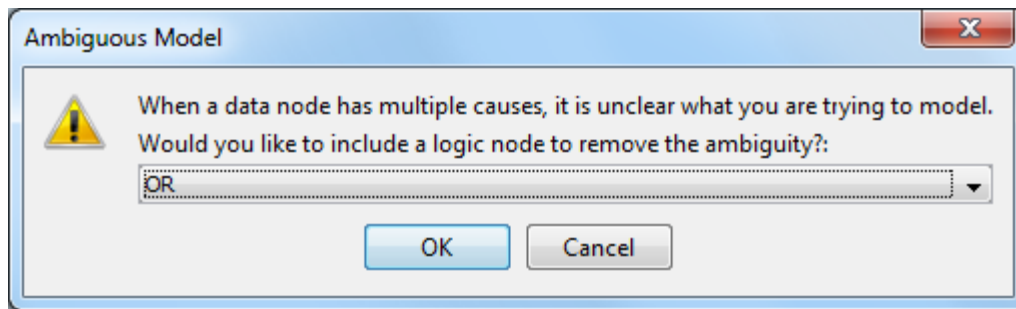 Ambiguous Model
When a data node has multiple causes, it is unclear what you are trying to model.
Would you like to include a logic node to remove the ambiguity?:
OR
OK Cancel